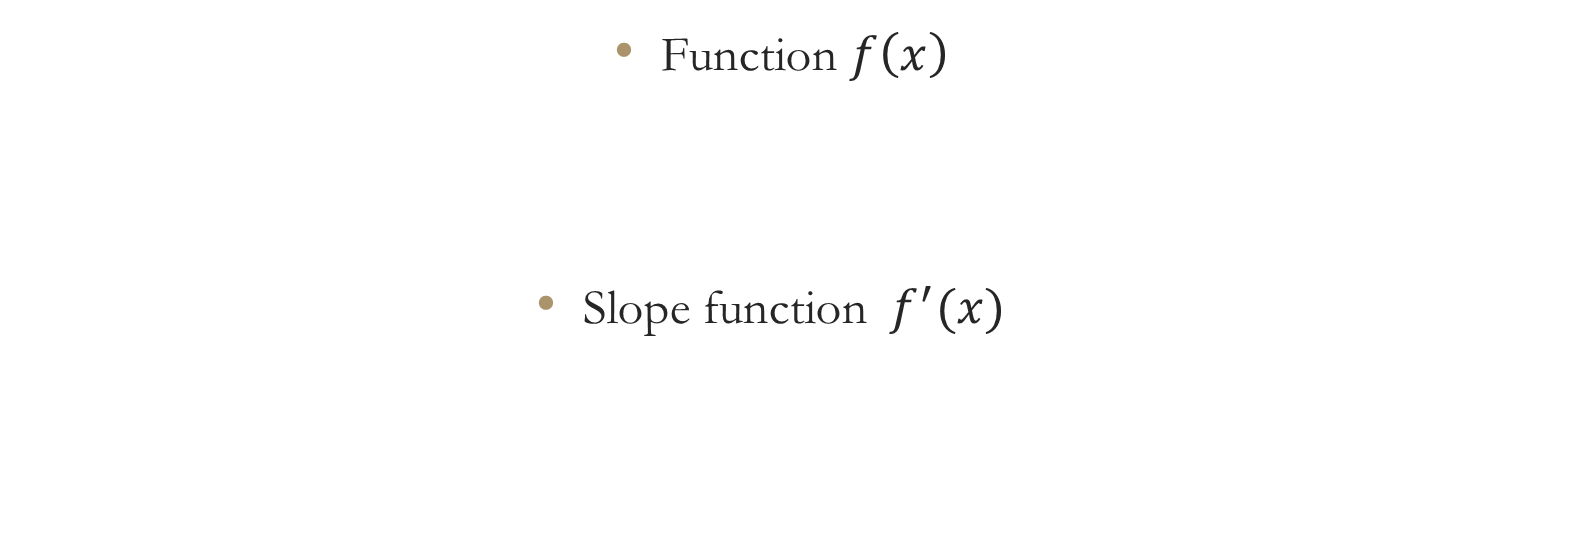 • Function f(x)
• Slope function f′(x)